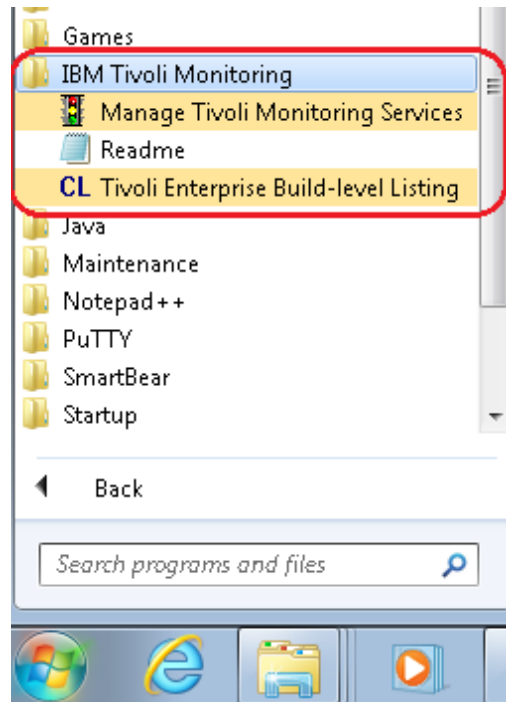 Games
IBM Tivoli Monitoring
Manage Tivoli Monitoring Services
Readme
CL Tivoli Enterprise Build-level Listing
Java
Maintenance
Notepad++
PuTTY
SmartBear
Startup
Back
Search programs and files